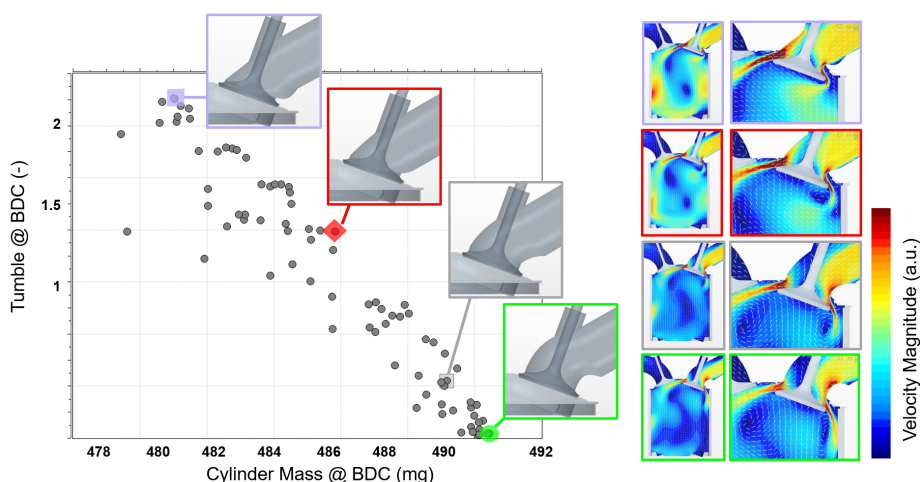 Tumble @ BDC (-)
2
1.5
1
478 480 482 484 486 488 490 492
Cylinder Mass @ BDC (mg)
Velocity Magnitude (a.u.)